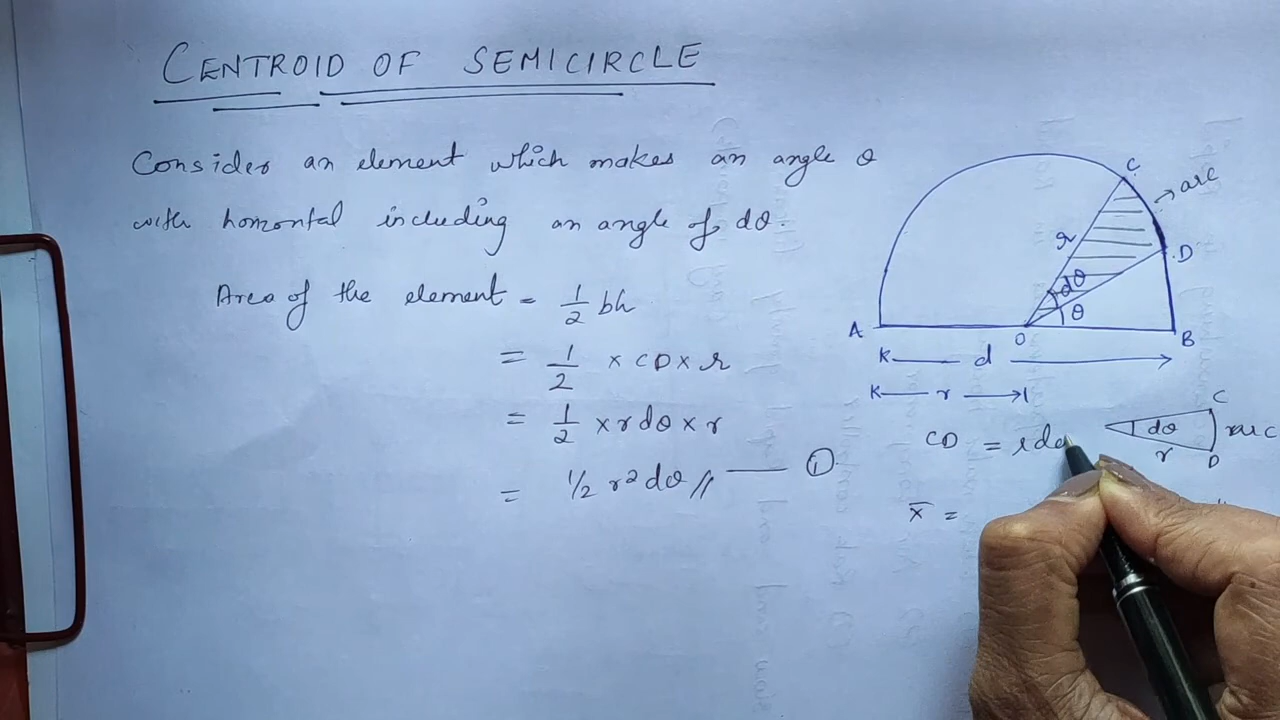 CENTROID OF SEMICIRCLE
Consider an element which makes an angle θ
with horizontal including an angle of dθ.
Area of the element = 1/2 bh
= 1/2 × CD × r
= 1/2 × rdθ × r
= 1/2 r² dθ // —— ①
C
→ arc
r
D
dθ
θ
A
O
B
d
r
C
dθ
arc
r
D
CD = rdθ
x̄ =